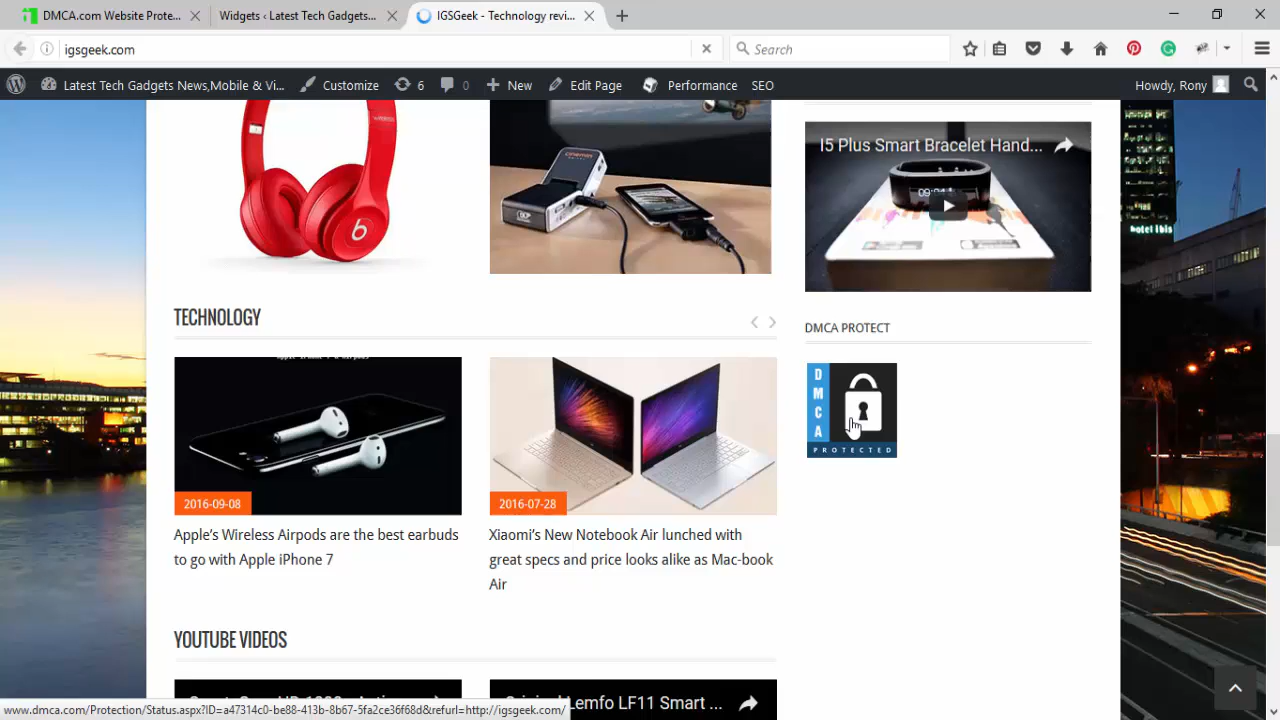 DMCA.com Website Prote...
Widgets ‹ Latest Tech Gadgets...
IGSGeek - Technology revi...
igsgeek.com
Search
Latest Tech Gadgets News,Mobile & Vi...
Customize
6
0
New
Edit Page
Performance
SEO
Howdy, Rony
I5 Plus Smart Bracelet Hand...
hotel ibis
TECHNOLOGY
DMCA PROTECT
DMCA
PROTECTED
2016-09-08
2016-07-28
Apple's Wireless Airpods are the best earbuds
to go with Apple iPhone 7
Xiaomi's New Notebook Air lunched with
great specs and price looks alike as Mac-book
Air
YOUTUBE VIDEOS
Lemfo LF11 Smart ...
www.dmca.com/Protection/Status.aspx?ID=a47314c0-be88-413b-8b67-5fa2ce36f68d&refurl=http://igsgeek.com/